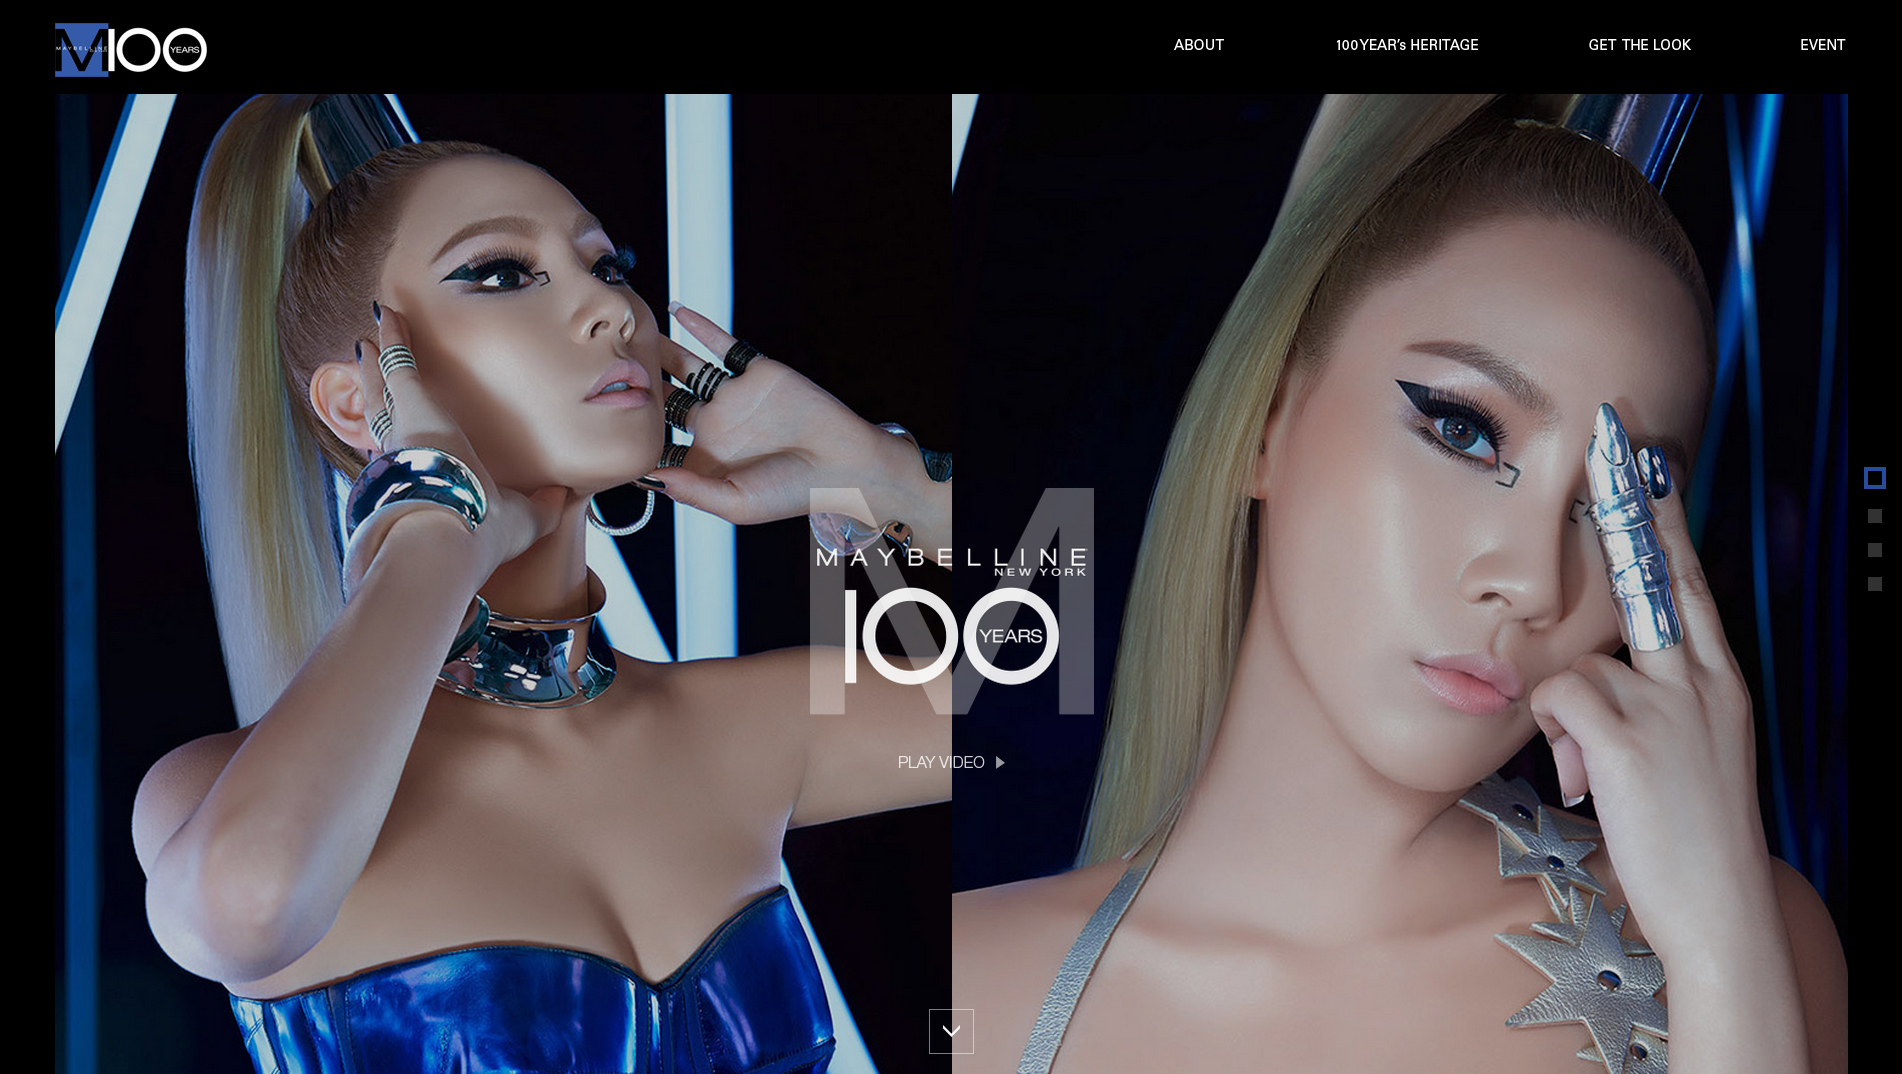 MAYBELLINE
100 YEARS
ABOUT
100YEAR's HERITAGE
GET THE LOOK
EVENT
M
MAYBELLINE
NEW YORK
100 YEARS
PLAY VIDEO